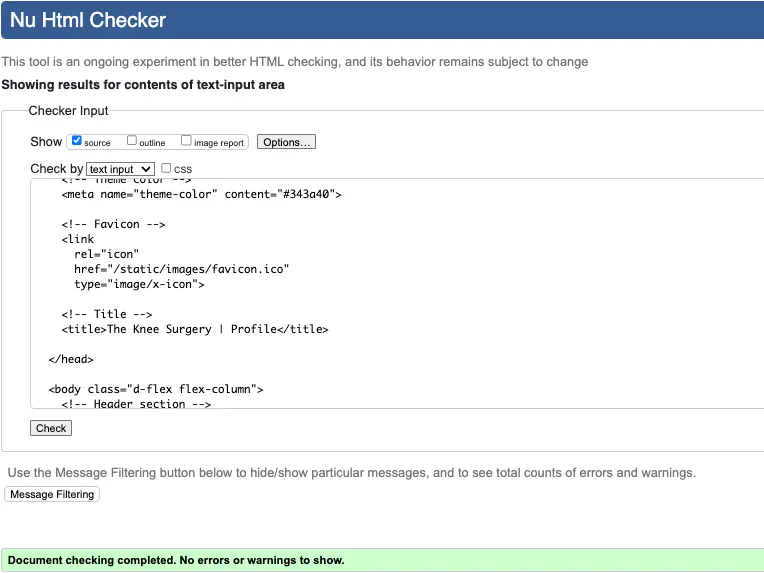 Nu Html Checker
This tool is an ongoing experiment in better HTML checking, and its behavior remains subject to change
Showing results for contents of text-input area
Checker Input
Show source outline image report Options...
Check by text input css
<!-- Theme Color -->
<meta name="theme-color" content="#343a40">
<!-- Favicon -->
<link
rel="icon"
href="/static/images/favicon.ico"
type="image/x-icon">
<!-- Title -->
<title>The Knee Surgery | Profile</title>
</head>
<body class="d-flex flex-column">
<!-- Header section -->
Check
Use the Message Filtering button below to hide/show particular messages, and to see total counts of errors and warnings.
Message Filtering
Document checking completed. No errors or warnings to show.